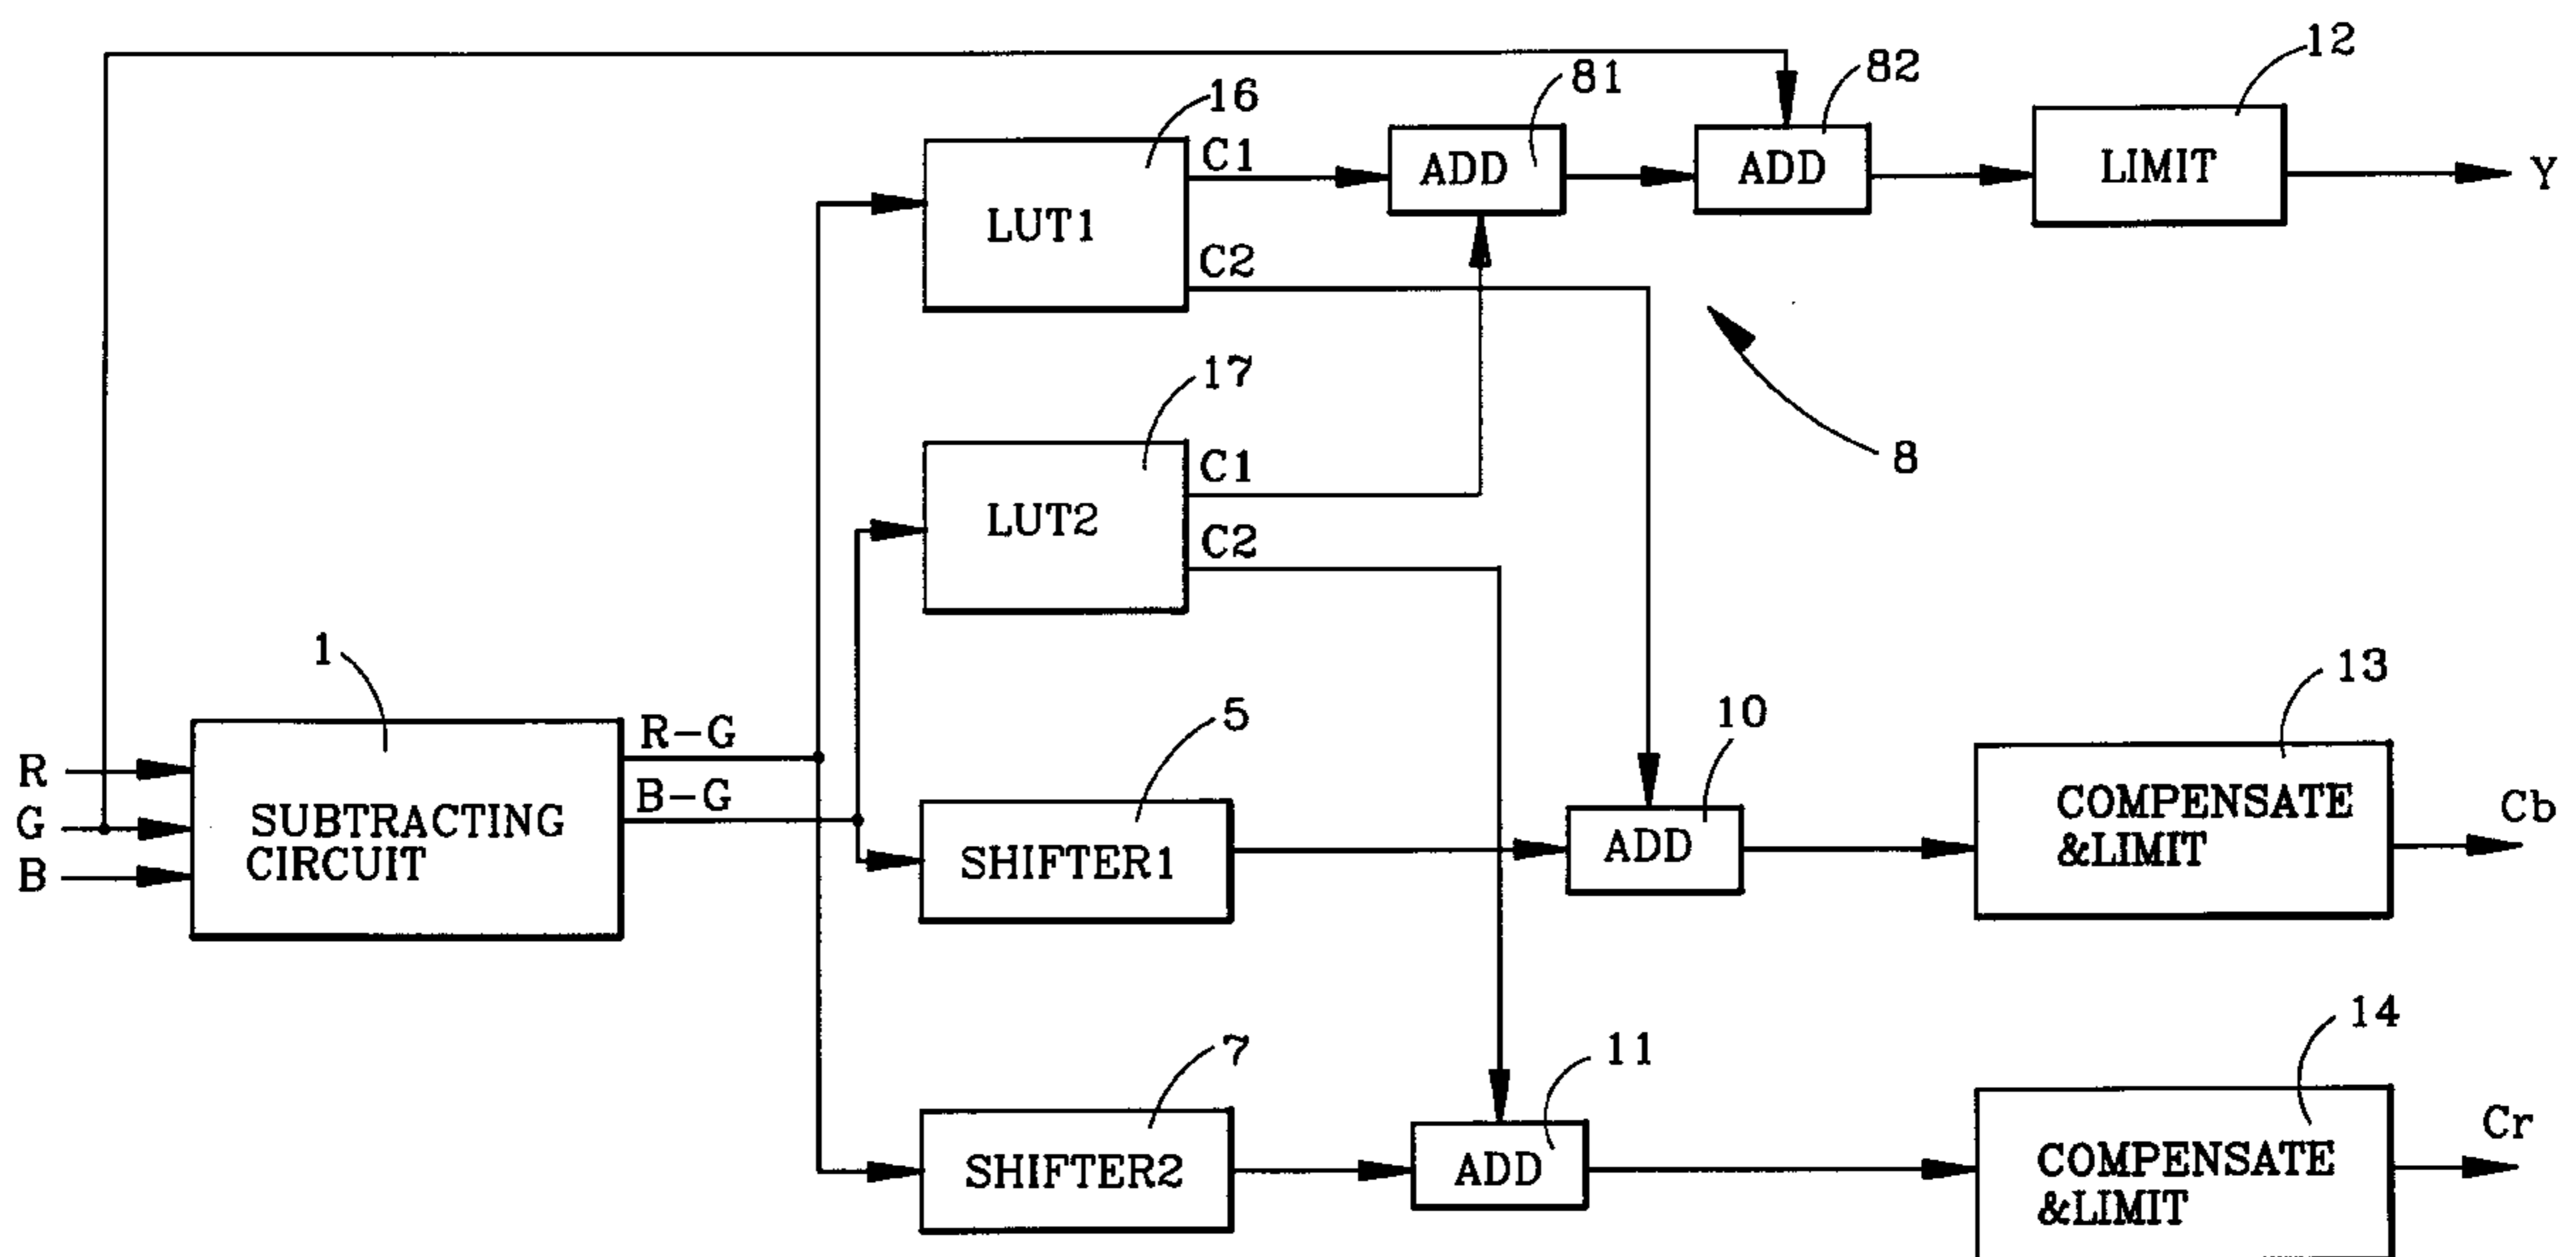 12
81
82
16
C1
ADD
ADD
LIMIT
Y
LUT1
C2
17
8
C1
LUT2
C2
1
13
R-G
5
10
R
B-G
G
SUBTRACTING
CIRCUIT
B
SHIFTER1
ADD
COMPENSATE
&LIMIT
Cb
7
11
14
SHIFTER2
ADD
COMPENSATE
&LIMIT
Cr